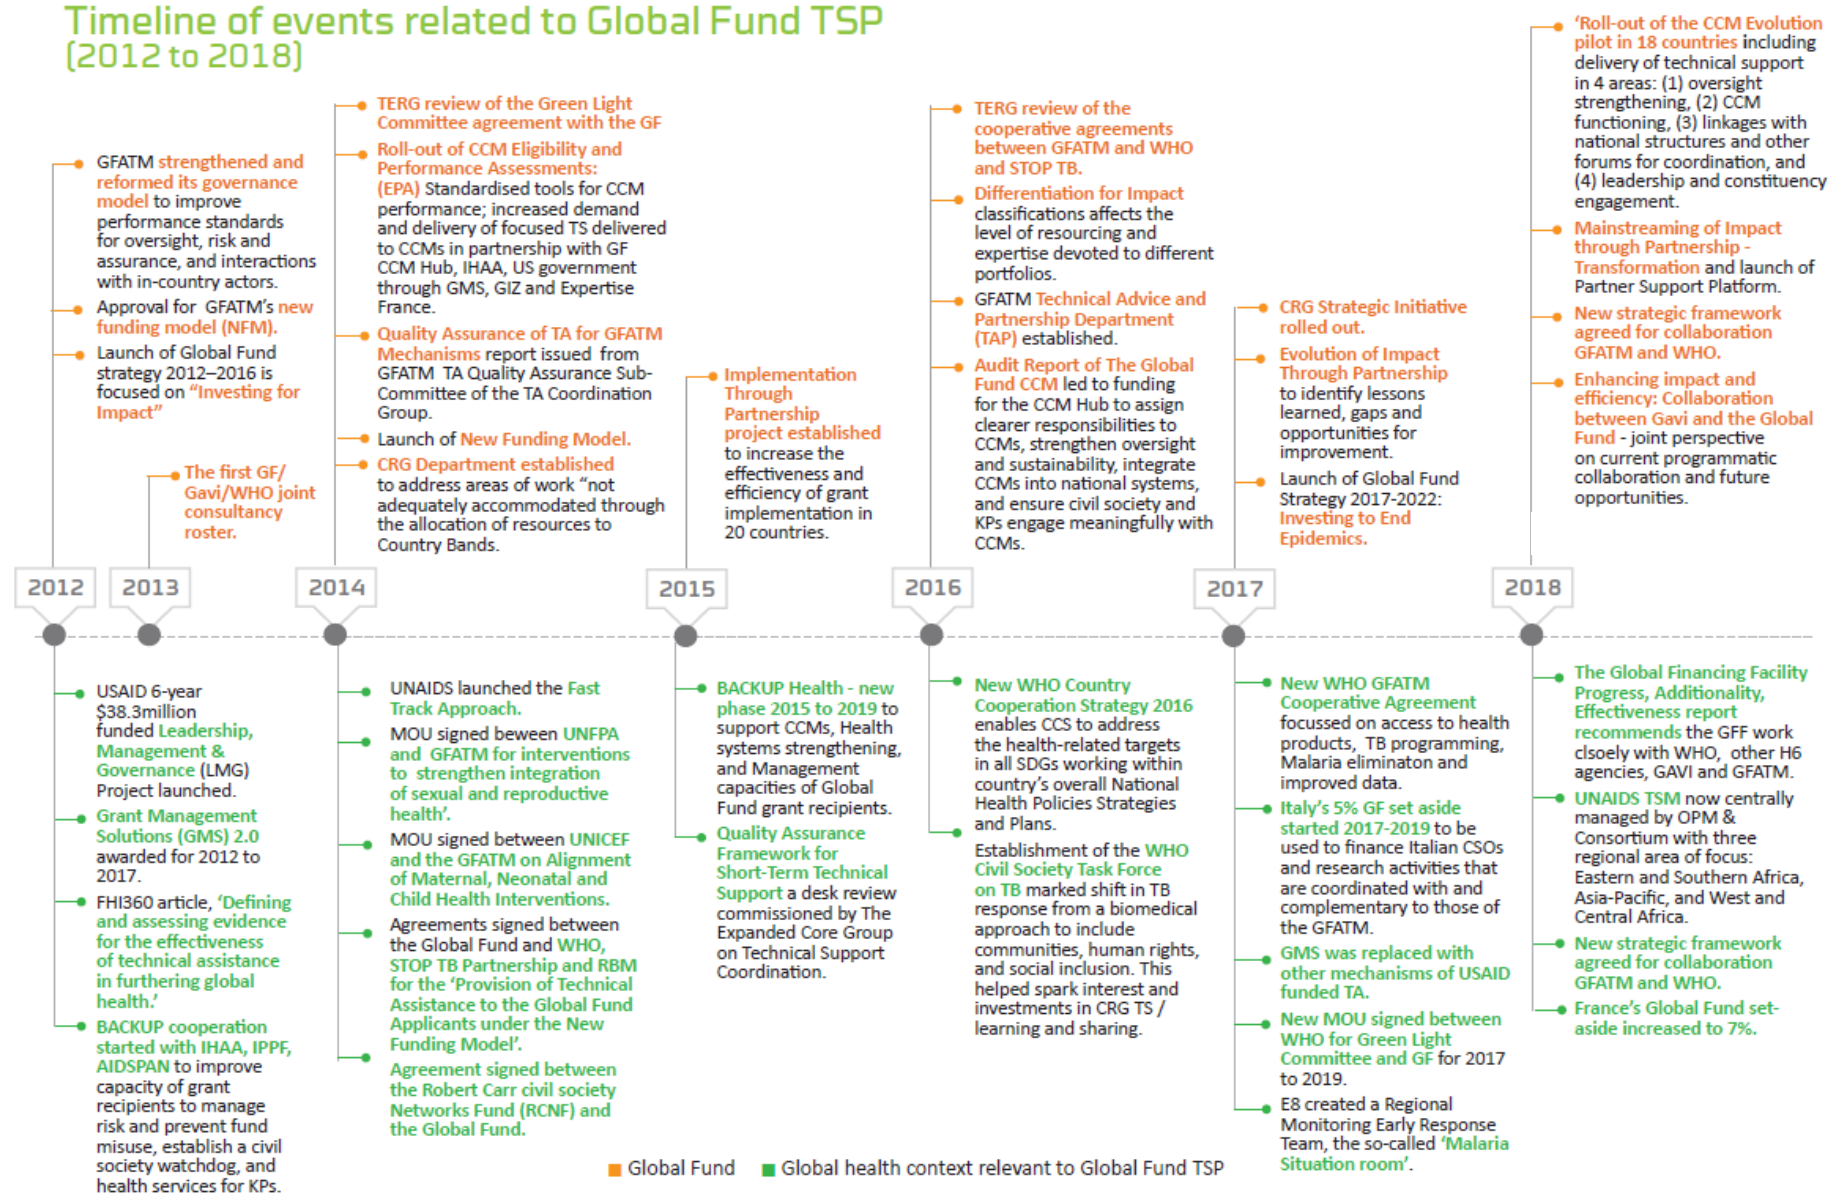 Timeline of events related to Global Fund TSP
(2012 to 2018)
GFATM strengthened and
reformed its governance
model to improve
performance standards
for oversight, risk and
assurance, and interactions
with in-country actors.
Approval for GFATM's new
funding model (NFM).
Launch of Global Fund
strategy 2012–2016 is
focused on "Investing for
Impact"
The first GF/
Gavi/WHO joint
consultancy
roster.
TERG review of the Green Light
Committee agreement with the GF
Roll-out of CCM Eligibility and
Performance Assessments:
(EPA) Standardised tools for CCM
performance; increased demand
and delivery of focused TS delivered
to CCMs in partnership with GF
CCM Hub, IHAA, US government
through GMS, GIZ and Expertise
France.
Quality Assurance of TA for GFATM
Mechanisms report issued from
GFATM TA Quality Assurance Sub-
Committee of the TA Coordination
Group.
Launch of New Funding Model.
CRG Department established
to address areas of work "not
adequately accommodated through
the allocation of resources to
Country Bands.
Implementation
Through
Partnership
project established
to increase the
effectiveness and
efficiency of grant
implementation in
20 countries.
TERG review of the
cooperative agreements
between GFATM and WHO
and STOP TB.
Differentiation for Impact
classifications affects the
level of resourcing and
expertise devoted to different
portfolios.
GFATM Technical Advice and
Partnership Department
(TAP) established.
Audit Report of The Global
Fund CCM led to funding
for the CCM Hub to assign
clearer responsibilities to
CCMs, strengthen oversight
and sustainability, integrate
CCMs into national systems,
and ensure civil society and
KPs engage meaningfully with
CCMs.
CRG Strategic Initiative
rolled out.
Evolution of Impact
Through Partnership
to identify lessons
learned, gaps and
opportunities for
improvement.
Launch of Global Fund
Strategy 2017-2022:
Investing to End
Epidemics.
'Roll-out of the CCM Evolution
pilot in 18 countries including
delivery of technical support
in 4 areas: (1) oversight
strengthening, (2) CCM
functioning, (3) linkages with
national structures and other
forums for coordination, and
(4) leadership and constituency
engagement.
Mainstreaming of Impact
through Partnership -
Transformation and launch of
Partner Support Platform.
New strategic framework
agreed for collaboration
GFATM and WHO.
Enhancing impact and
efficiency: Collaboration
between Gavi and the Global
Fund - joint perspective
on current programmatic
collaboration and future
opportunities.
2012
2013
2014
2015
2016
2017
2018
USAID 6-year
$38.3million
funded Leadership,
Management &
Governance (LMG)
Project launched.
Grant Management
Solutions (GMS) 2.0
awarded for 2012 to
2017.
FHI360 article, 'Defining
and assessing evidence
for the effectiveness
of technical assistance
in furthering global
health.'
BACKUP cooperation
started with IHAA, IPPF,
AIDSPAN to improve
capacity of grant
recipients to manage
risk and prevent fund
misuse, establish a civil
society watchdog, and
health services for KPs.
UNAIDS launched the Fast
Track Approach.
MOU signed beween UNFPA
and GFATM for interventions
to strengthen integration
of sexual and reproductive
health'.
MOU signed between UNICEF
and the GFATM on Alignment
of Maternal, Neonatal and
Child Health Interventions.
Agreements signed between
the Global Fund and WHO,
STOP TB Partnership and RBM
for the 'Provision of Technical
Assistance to the Global Fund
Applicants under the New
Funding Model'.
Agreement signed between
the Robert Carr civil society
Networks Fund (RCNF) and
the Global Fund.
BACKUP Health - new
phase 2015 to 2019 to
support CCMs, Health
systems strengthening,
and Management
capacities of Global
Fund grant recipients.
Quality Assurance
Framework for
Short-Term Technical
Support a desk review
commissioned by The
Expanded Core Group
on Technical Support
Coordination.
New WHO Country
Cooperation Strategy 2016
enables CCS to address
the health-related targets
in all SDGs working within
country's overall National
Health Policies Strategies
and Plans.
Establishment of the WHO
Civil Society Task Force
on TB marked shift in TB
response from a biomedical
approach to include
communities, human rights,
and social inclusion. This
helped spark interest and
investments in CRG TS /
learning and sharing.
New WHO GFATM
Cooperative Agreement
focussed on access to health
products, TB programming,
Malaria eliminaton and
improved data.
Italy's 5% GF set aside
started 2017-2019 to be
used to finance Italian CSOs
and research activities that
are coordinated with and
complementary to those of
the GFATM.
GMS was replaced with
other mechanisms of USAID
funded TA.
New MOU signed between
WHO for Green Light
Committee and GF for 2017
to 2019.
E8 created a Regional
Monitoring Early Response
Team, the so-called 'Malaria
Situation room'.
The Global Financing Facility
Progress, Additionality,
Effectiveness report
recommends the GFF work
clsoely with WHO, other H6
agencies, GAVI and GFATM.
UNAIDS TSM now centrally
managed by OPM &
Consortium with three
regional area of focus:
Eastern and Southern Africa,
Asia-Pacific, and West and
Central Africa.
New strategic framework
agreed for collaboration
GFATM and WHO.
France's Global Fund set-
aside increased to 7%.
Global Fund
Global health context relevant to Global Fund TSP